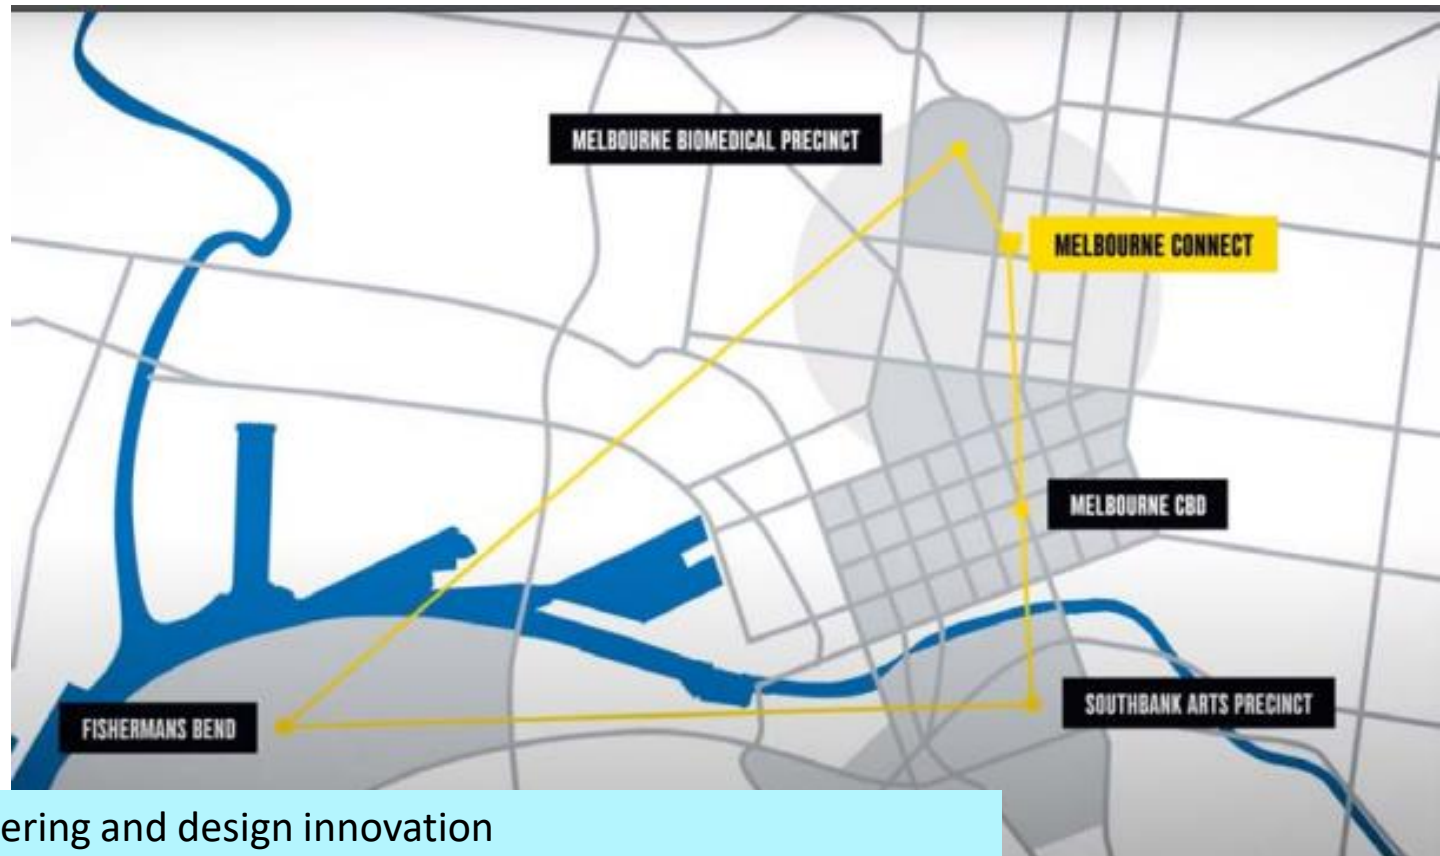 MELBOURNE BIOMEDICAL PRECINCT
MELBOURNE CONNECT
MELBOURNE CBD
SOUTHBANK ARTS PRECINCT
FISHERMANS BEND
ering and design innovation